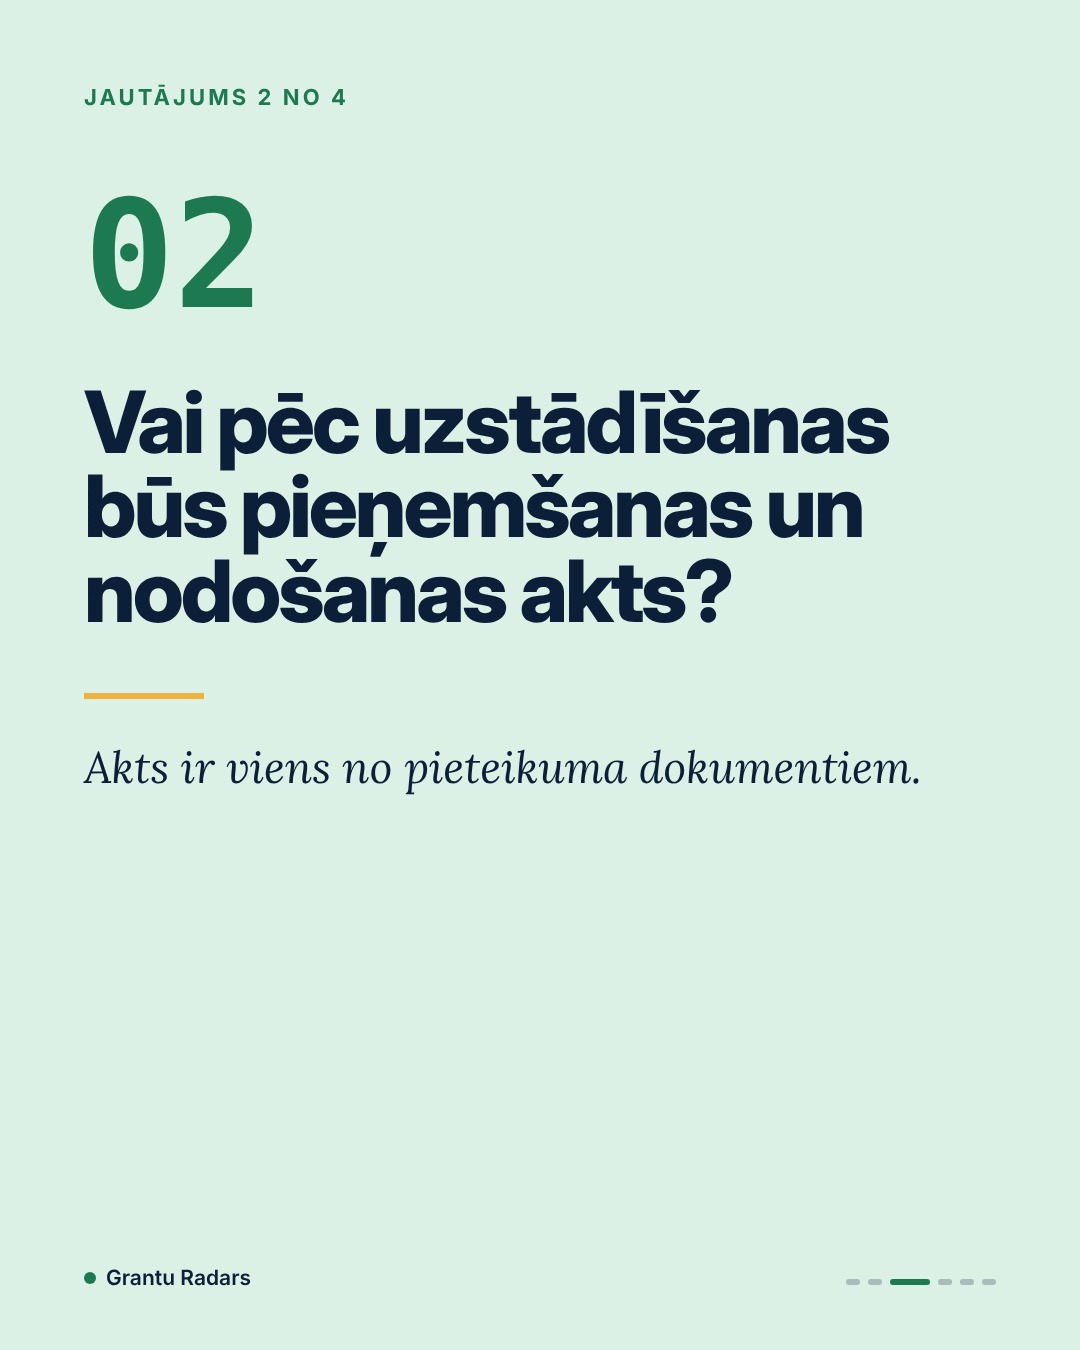 JAUTĀJUMS 2 NO 4
02
Vai pēc uzstādīšanas
būs pieņemšanas un
nodošanas akts?
Akts ir viens no pieteikuma dokumentiem.
Grantu Radars